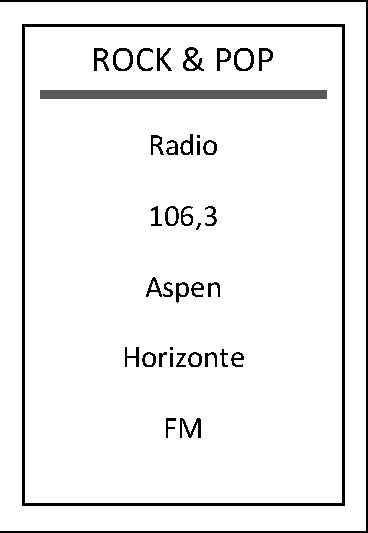 ROCK & POP
Radio
106,3
Aspen
Horizonte
FM